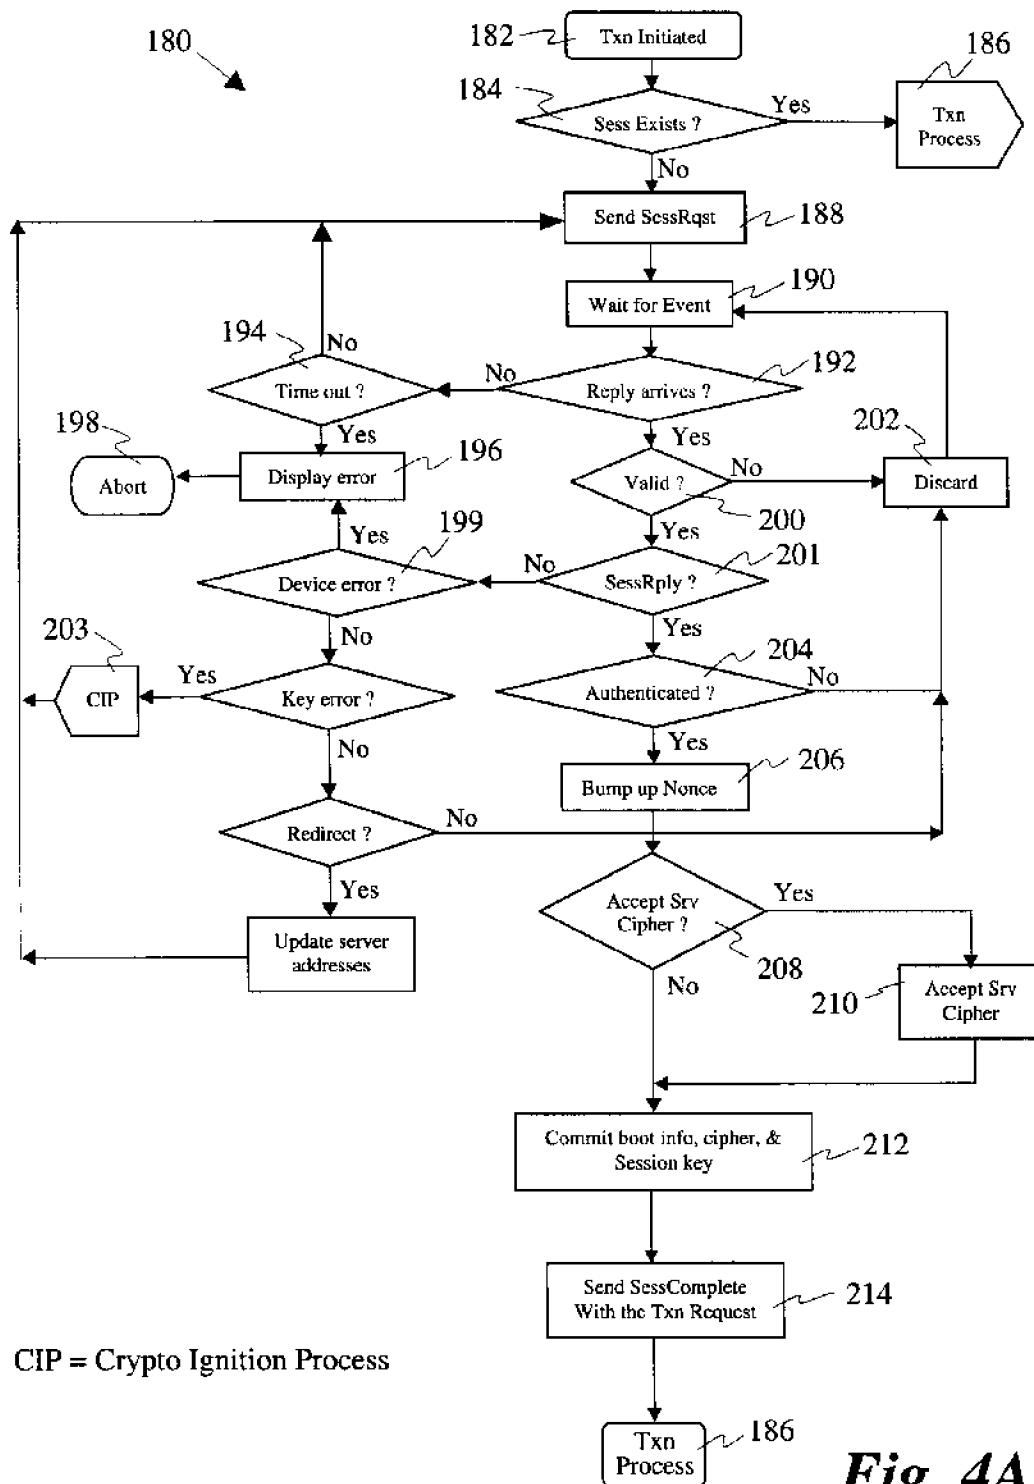 180
182
Txn Initiated
184
Sess Exists ?
Yes
186
Txn
Process
No
Send SessRqst
188
Wait for Event
190
194
No
Time out ?
No
Reply arrives ?
192
Yes
Yes
198
Abort
Display error
196
Valid ?
No
200
202
Discard
Yes
Yes
199
Device error ?
No
SessRply ?
201
No
Yes
203
CIP
Yes
Key error ?
Authenticated ?
204
No
No
Yes
Bump up Nonce
206
Redirect ?
No
Yes
Accept Srv
Cipher ?
Yes
208
Update server
addresses
No
210
Accept Srv
Cipher
Commit boot info, cipher, &
Session key
212
Send SessComplete
With the Txn Request
214
CIP = Crypto Ignition Process
Txn
Process
186
Fig. 4A